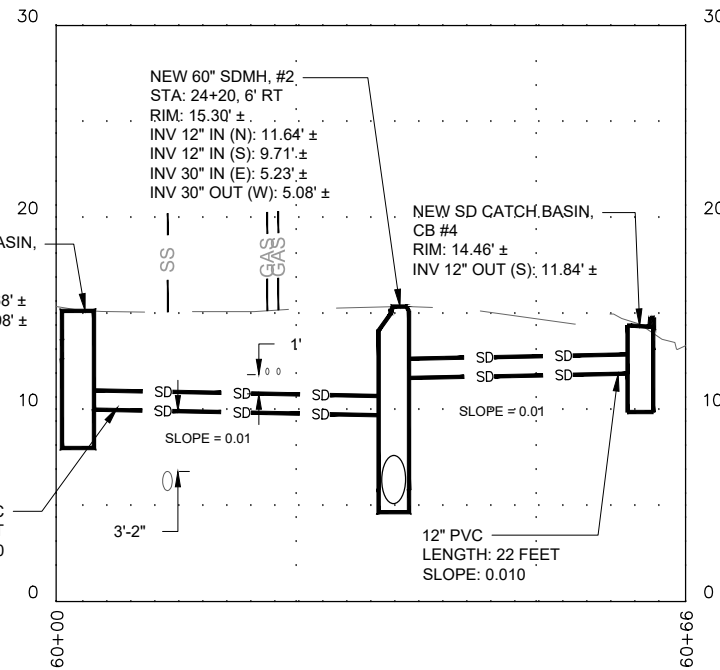 30
30
NEW 60" SDMH, #2
STA: 24+20, 6' RT
RIM: 15.30' ±
INV 12" IN (N): 11.64' ±
INV 12" IN (S): 9.71' ±
INV 30" IN (E): 5.23' ±
INV 30" OUT (W): 5.08' ±
20
20
NEW SD CATCH BASIN,
CB #4
RIM: 14.46' ±
INV 12" OUT (S): 11.84' ±
ASIN,
8' ±
8' ±
SS
GAS
GAS
1'
SD
SD
SD
SD
SD
SD
SD
SD
SD
SD
10
10
SLOPE = 0.01
SLOPE = 0.01
3'-2"
C
12" PVC
LENGTH: 22 FEET
SLOPE: 0.010
0
0
60+00
60+66